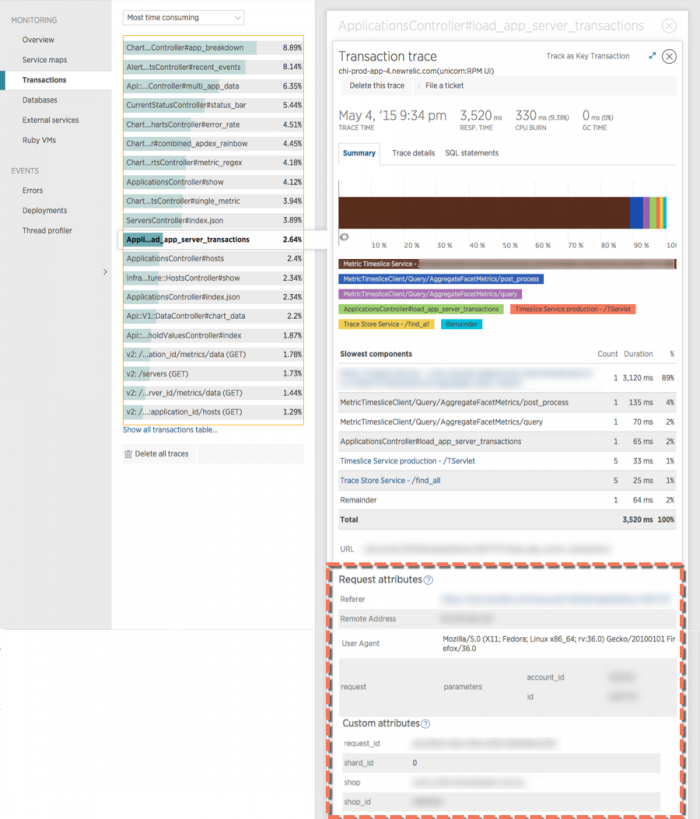 MONITORING
Overview
Service maps
Transactions
Databases
External services
Ruby VMs
EVENTS
Errors
Deployments
Thread profiler
Most time consuming
Chart...Controller#app_breakdown 8.89%
Alert...tsController#recent_events 8.14%
Api:...Controller#multi_app_data 6.35%
CurrentStatusController#status_bar 5.44%
Chart...hartsController#error_rate 4.51%
Chart...r#combined_apdex_rainbow 4.45%
Chart...rtsController#metric_regex 4.18%
ApplicationsController#show 4.12%
Chart...tsController#single_metric 3.94%
ServersController#index.json 3.89%
Appli...ad_app_server_transactions 2.64%
ApplicationsController#hosts 2.4%
Infra...ture::HostsController#show 2.34%
ApplicationsController#index.json 2.34%
Api::V1::DataController#chart_data 2.2%
Api:...holdValuesController#index 1.87%
v2: /...ation_id/metrics/data (GET) 1.78%
v2: /servers (GET) 1.73%
v2: /...rver_id/metrics/data (GET) 1.44%
v2: /...:application_id/hosts (GET) 1.29%
Show all transactions table...
Delete all traces
ApplicationsController#load_app_server_transactions
Transaction trace
Track as Key Transaction
chi-prod-app-4.newrelic.com(unicorn:RPM UI)
Delete this trace File a ticket
May 4, '15 9:34 pm 3,520 ms 330 ms (9.39%) 0 ms (0%)
TRACE TIME RESP. TIME CPU BURN GC TIME
Summary Trace details SQL statements
10 % 20 % 30 % 40 % 50 % 60 % 70 % 80 % 90 % 100
Metric Timeslice Service -
MetricTimesliceClient/Query/AggregateFacetMetrics/post_process
MetricTimesliceClient/Query/AggregateFacetMetrics/query
ApplicationsController#load_app_server_transactions Timeslice Service production - /TServlet
Trace Store Service - /find_all Remainder
Slowest components Count Duration %
1 3,120 ms 89%
MetricTimesliceClient/Query/AggregateFacetMetrics/post_process 1 135 ms 4%
MetricTimesliceClient/Query/AggregateFacetMetrics/query 1 70 ms 2%
ApplicationsController#load_app_server_transactions 1 65 ms 2%
Timeslice Service production - /TServlet 5 33 ms 1%
Trace Store Service - /find_all 5 25 ms 1%
Remainder 1 64 ms 2%
Total 3,520 ms 100%
URL
Request attributes ?
Referer
Remote Address
User Agent Mozilla/5.0 (X11; Fedora; Linux x86_64; rv:36.0) Gecko/20100101 Fir
efox/36.0
request parameters account_id
id
Custom attributes ?
request_id
shard_id 0
shop
shop_id